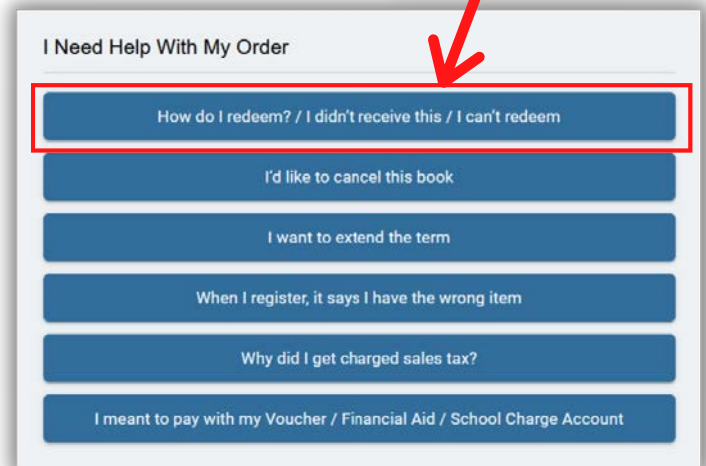 I Need Help With My Order
How do I redeem? / I didn't receive this / I can't redeem
I'd like to cancel this book
I want to extend the term
When I register, it says I have the wrong item
Why did I get charged sales tax?
I meant to pay with my Voucher / Financial Aid / School Charge Account